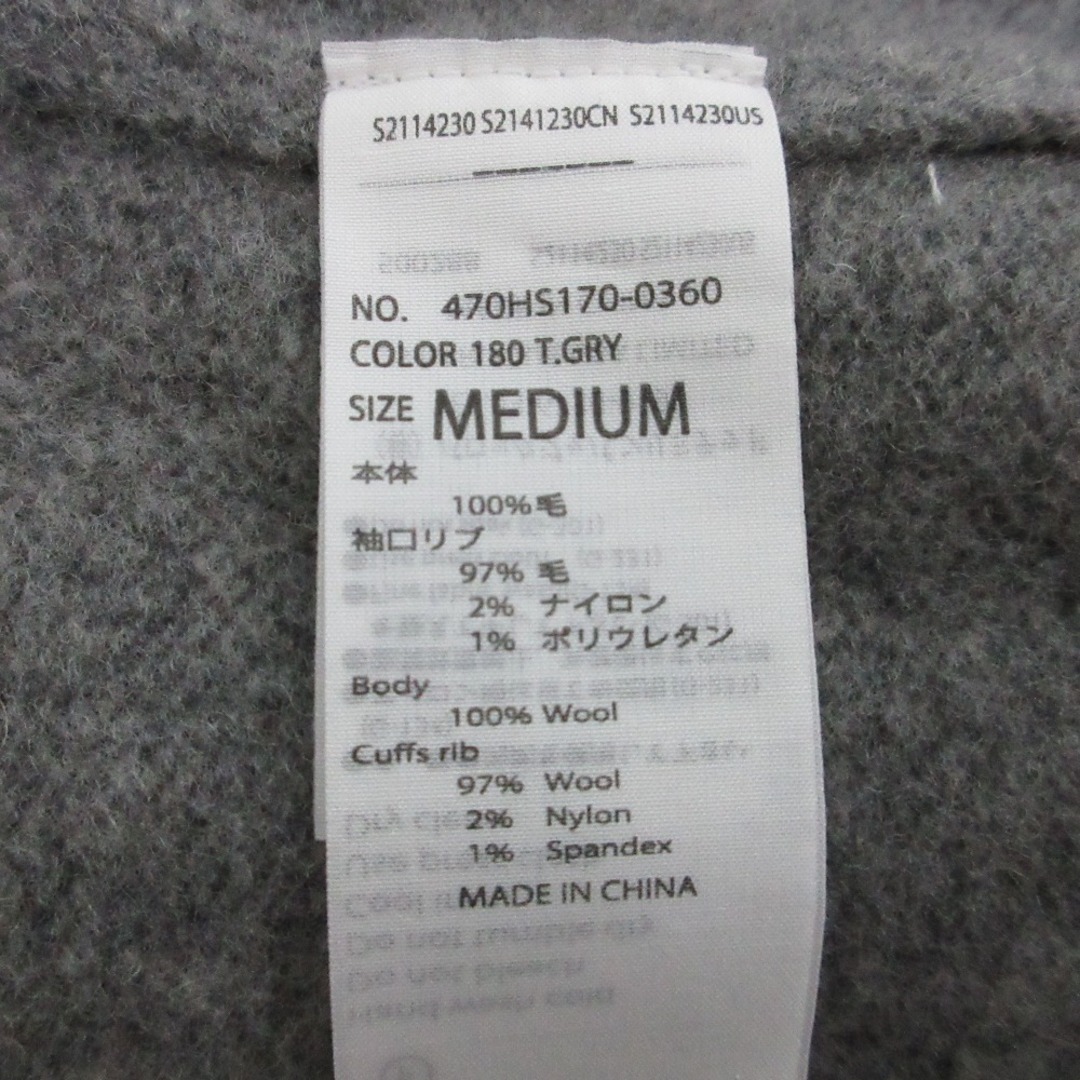 S2114230 S2141230CN S2114230US
NO. 470HS170-0360
COLOR 180 T.GRY
SIZE MEDIUM
本体
100% 毛
袖口リブ
97% 毛
2% ナイロン
1% ポリウレタン
Body
100% Wool
Cuffs rib
97% Wool
2% Nylon
1% Spandex
MADE IN CHINA